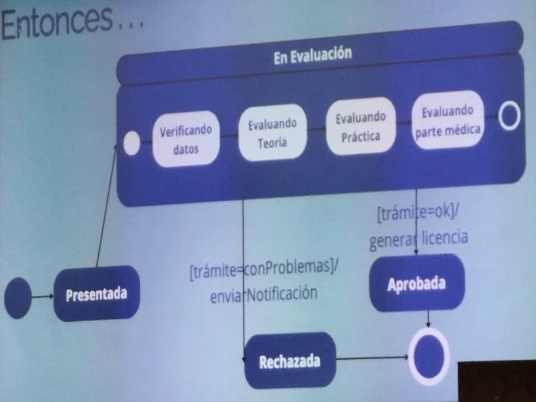 Entonces...
En Evaluación
Verificando
datos
Evaluando
Teoría
Evaluando
Práctica
Evaluando
parte médica
[trámite=ok]/
generar licencia
[trámite=conProblemas]/
enviarNotificación
Presentada
Aprobada
Rechazada